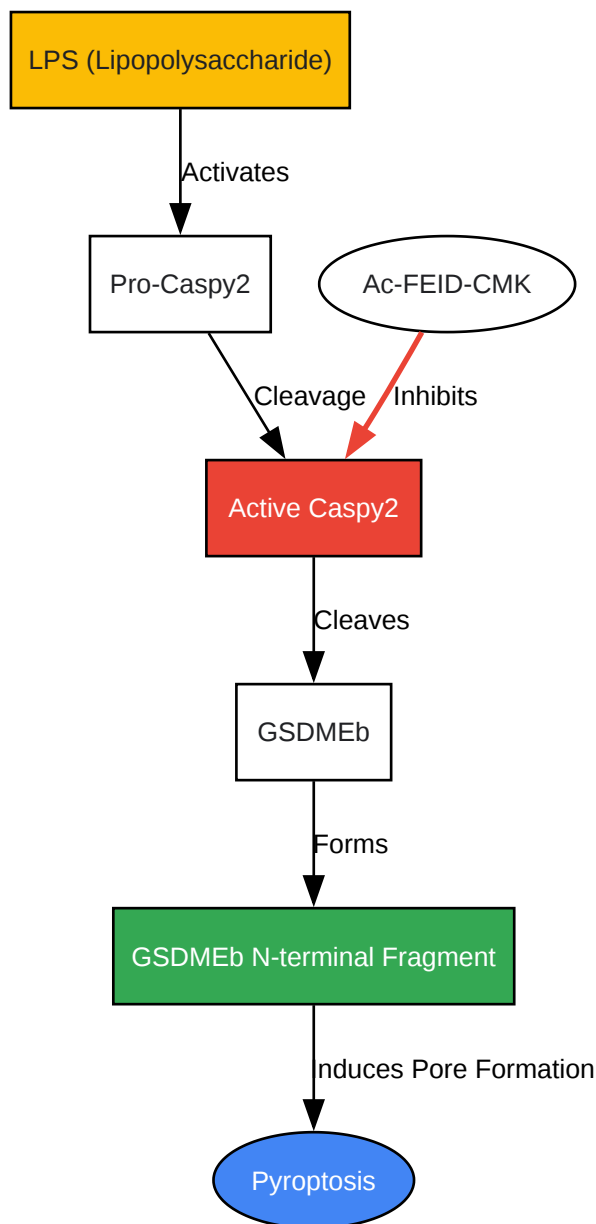 LPS (Lipopolysaccharide)
Activates
Pro-Caspy2
Ac-FEID-CMK
Cleavage
Inhibits
Active Caspy2
Cleaves
GSDMEb
Forms
GSDMEb N-terminal Fragment
Induces Pore Formation
Pyroptosis